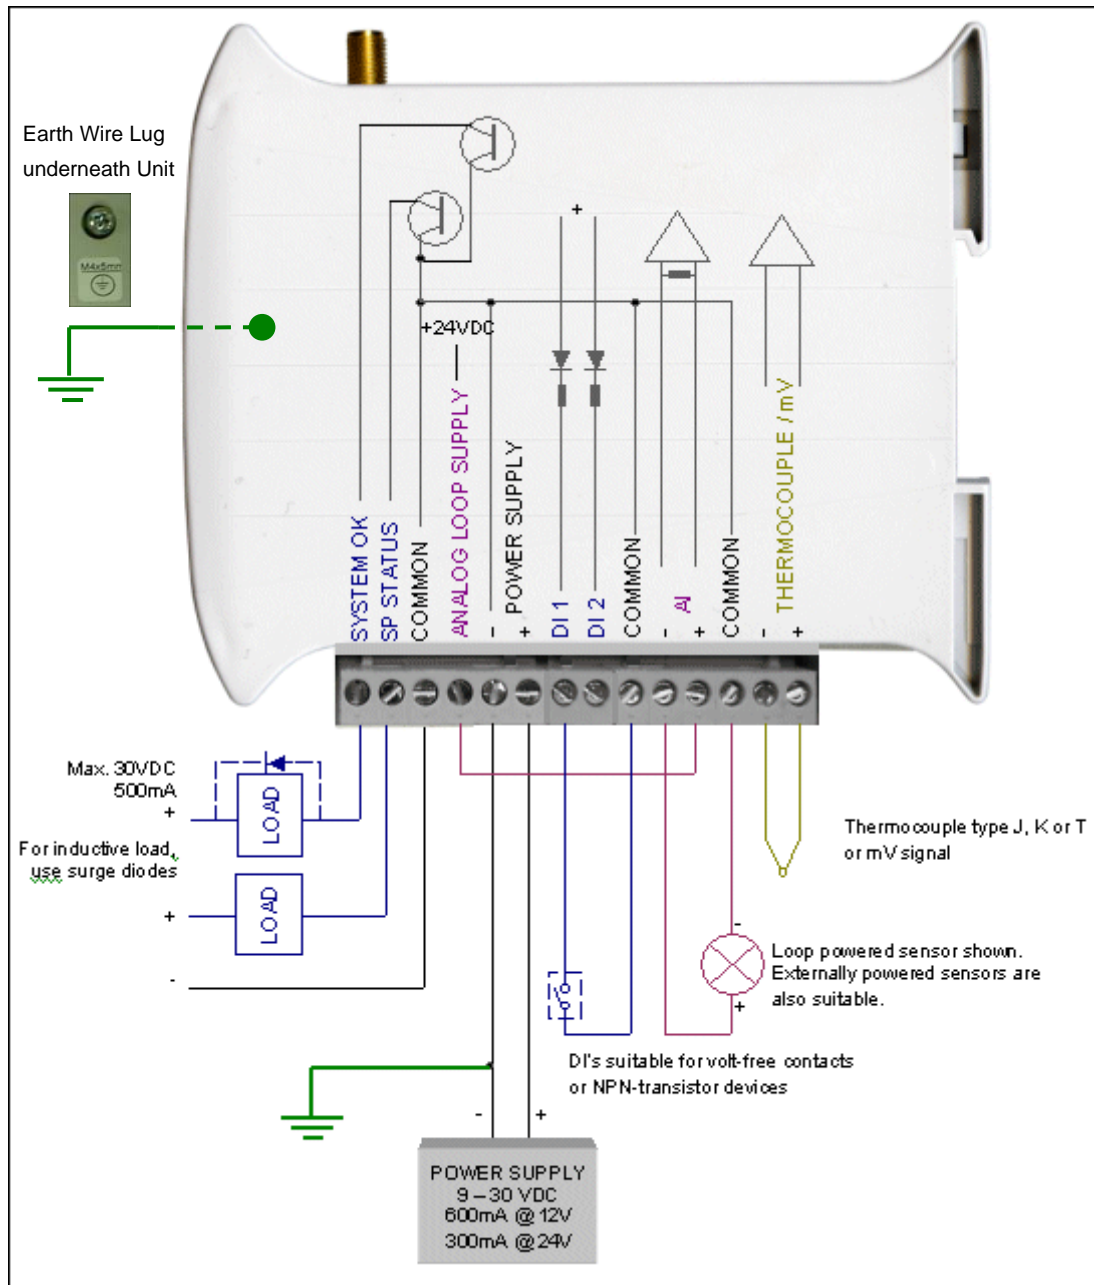 Earth Wire Lug
underneath Unit
M4x5mm
+
+24VDC
SYSTEM OK
SP STATUS
COMMON
ANALOG LOOP SUPPLY
- + POWER SUPPLY
DI 1
DI 2
COMMON
- AI +
COMMON
- + THERMOCOUPLE / mV
Max. 30VDC
500mA
+
LOAD
For inductive load,
use surge diodes
+
LOAD
-
Thermocouple type J, K or T
or mV signal
-
Loop powered sensor shown.
Externally powered sensors are
also suitable.
+
DI's suitable for volt-free contacts
or NPN-transistor devices
- +
POWER SUPPLY
9 – 30 VDC
600mA @ 12V
300mA @ 24V